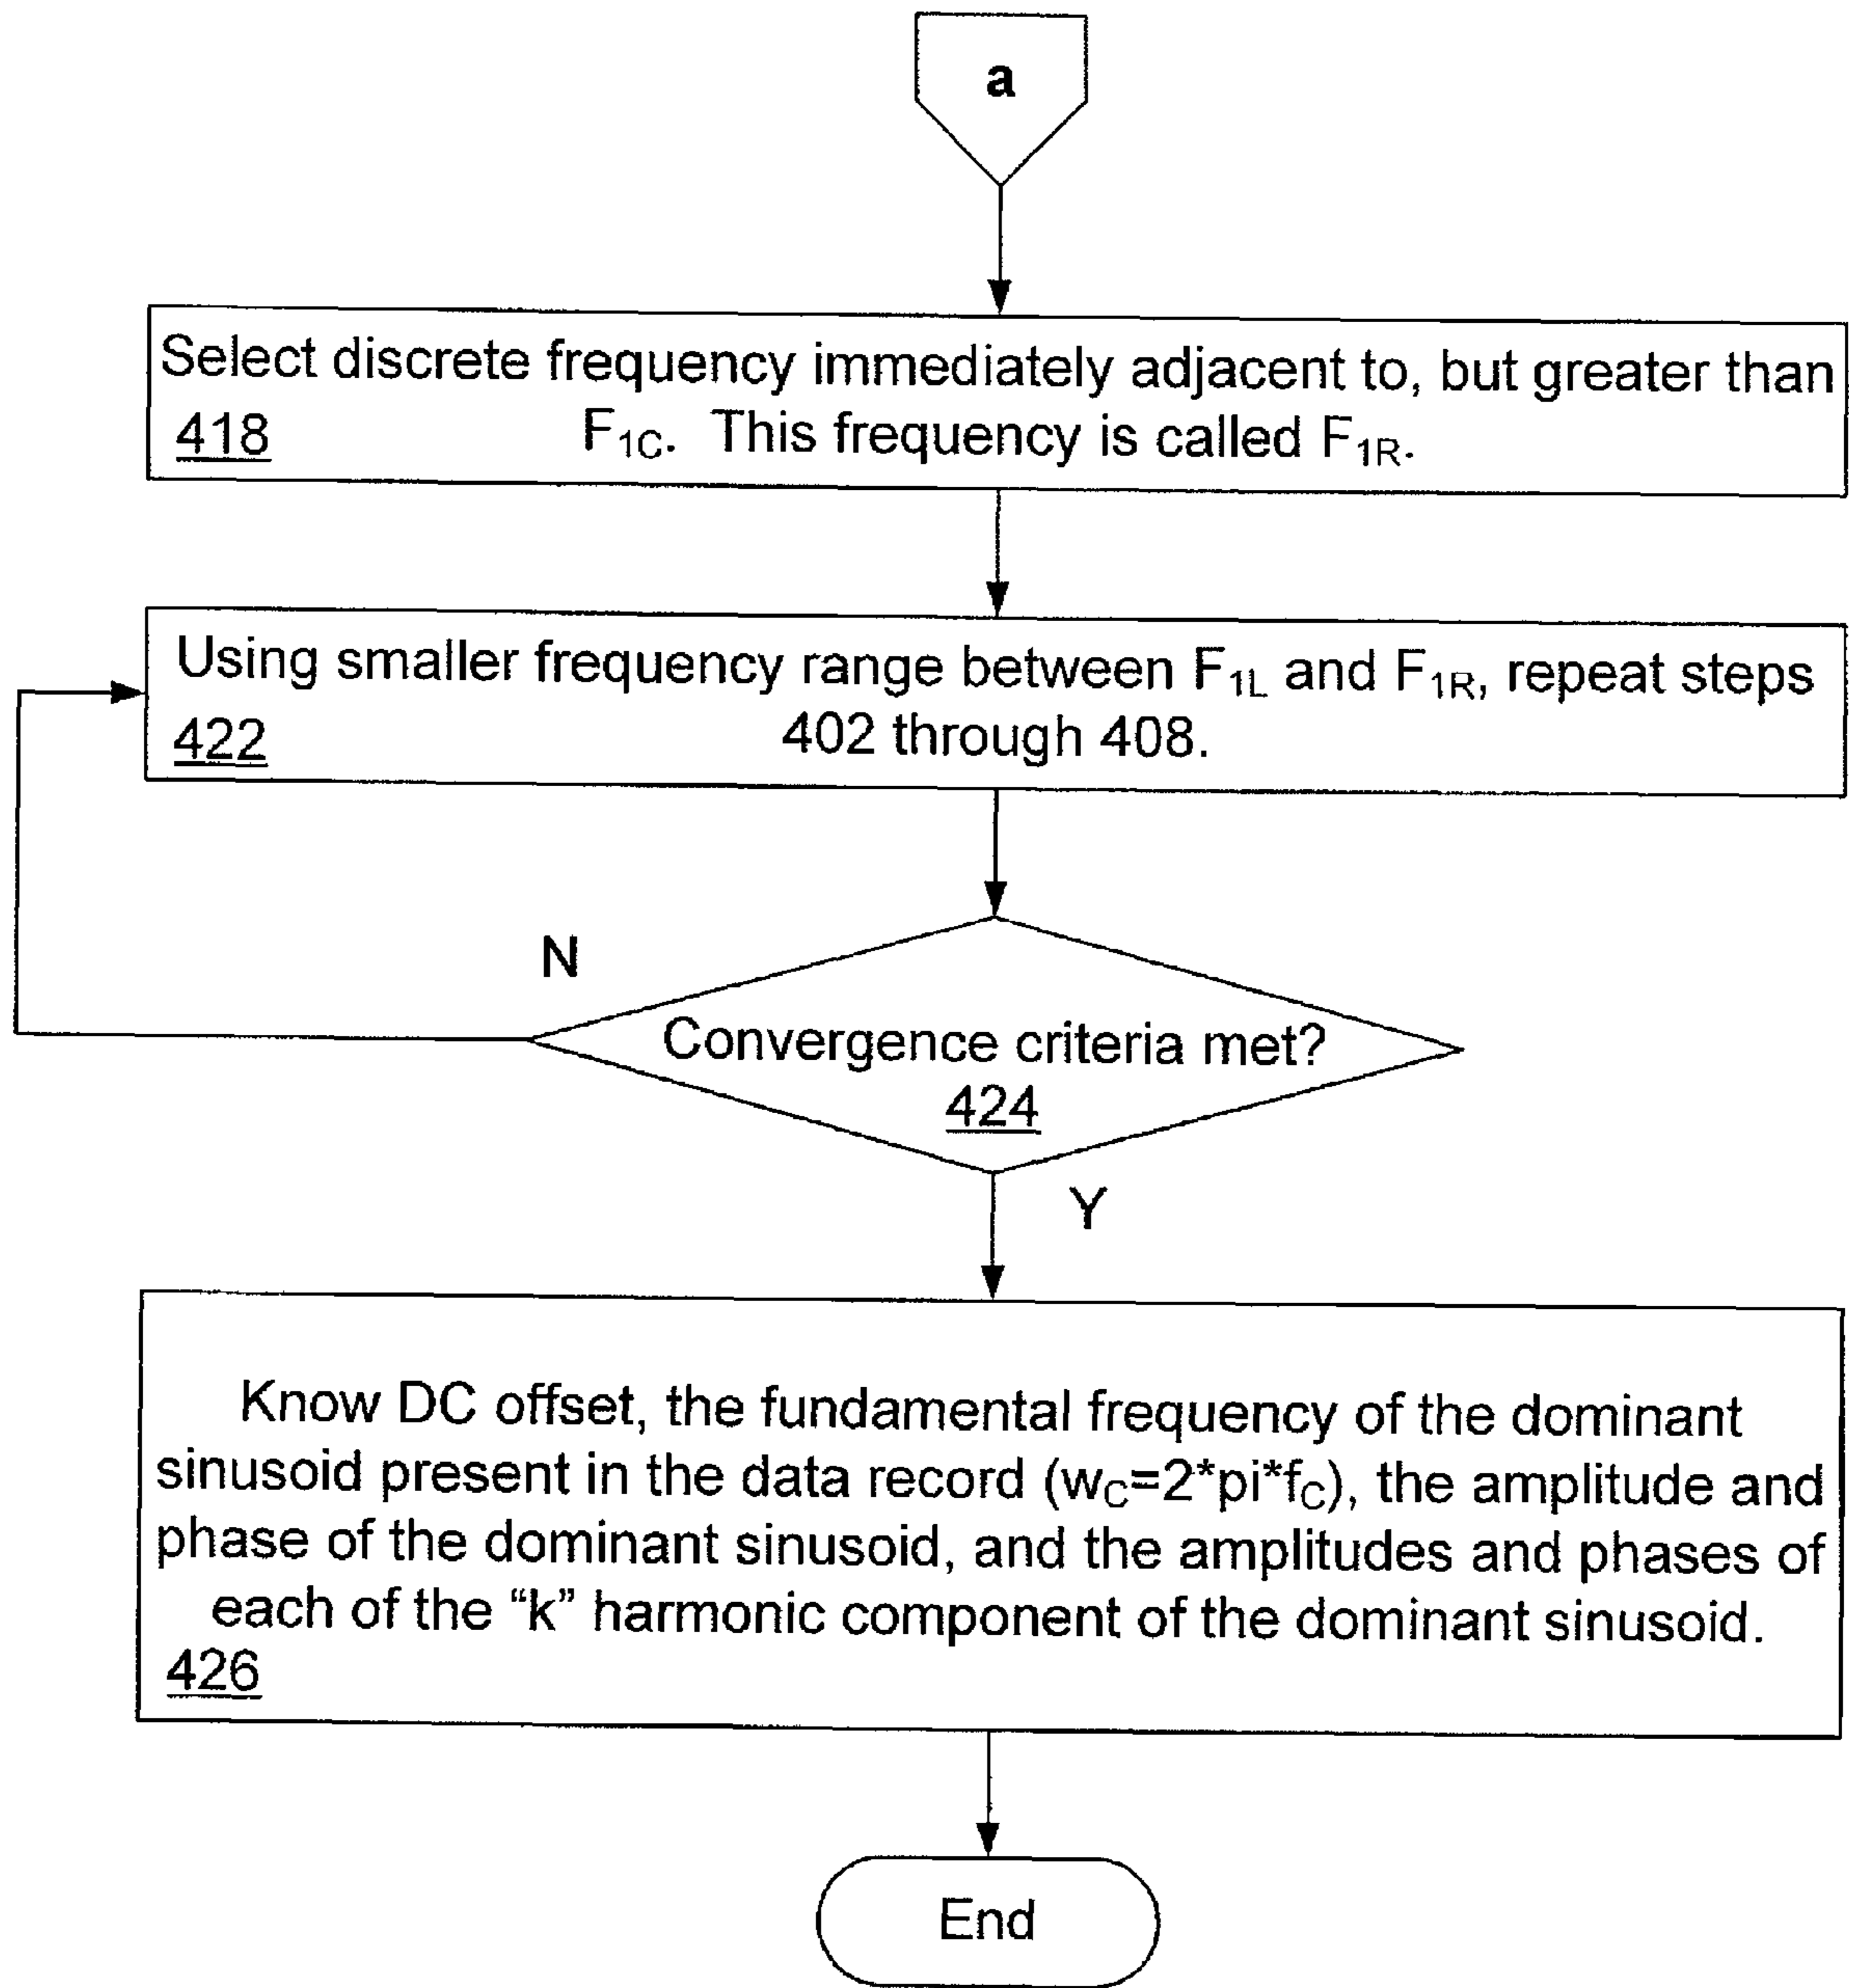 a
Select discrete frequency immediately adjacent to, but greater than
418 F1C. This frequency is called F1R.
Using smaller frequency range between F1L and F1R, repeat steps
422 402 through 408.
N
Convergence criteria met?
424
Y
Know DC offset, the fundamental frequency of the dominant
sinusoid present in the data record (wC=2*pi*fC), the amplitude and
phase of the dominant sinusoid, and the amplitudes and phases of
each of the “k” harmonic component of the dominant sinusoid.
426
End